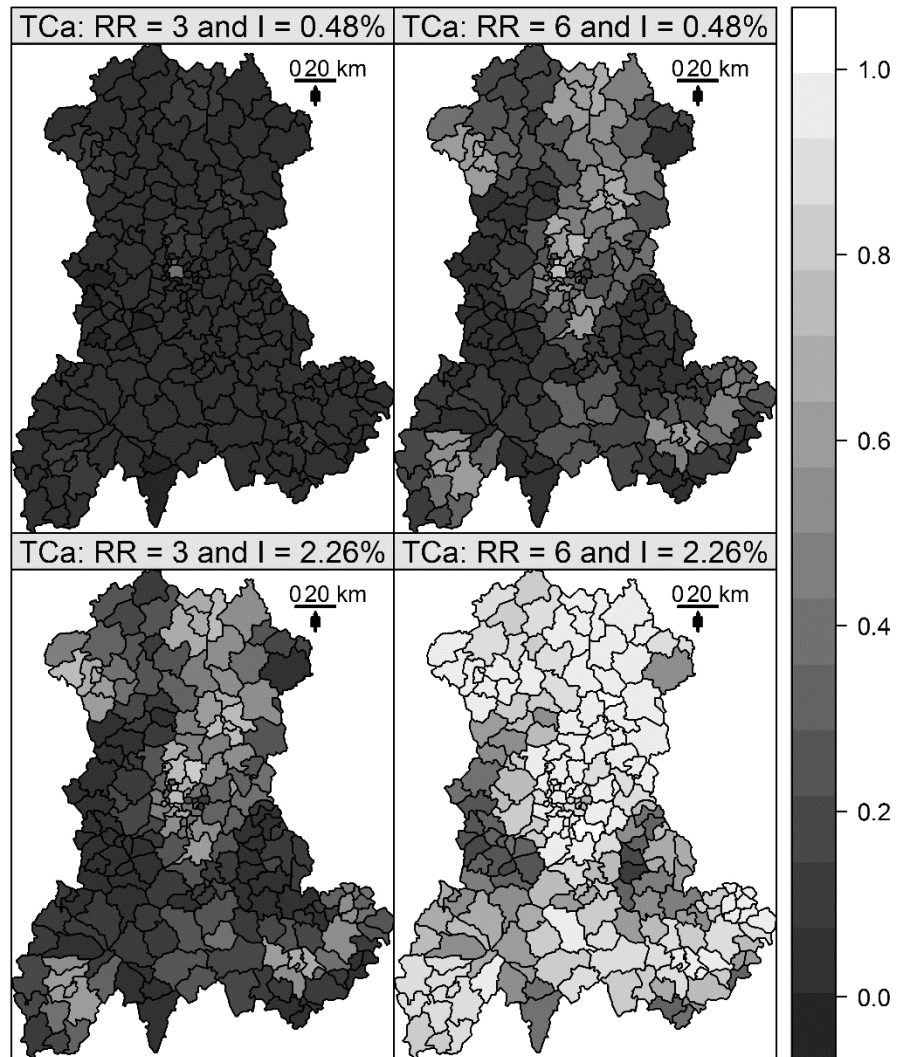 TCa: RR = 3 and I = 0.48%
TCa: RR = 6 and I = 0.48%
0 20 km
0 20 km
TCa: RR = 3 and I = 2.26%
TCa: RR = 6 and I = 2.26%
0 20 km
0 20 km
1.0
0.8
0.6
0.4
0.2
0.0